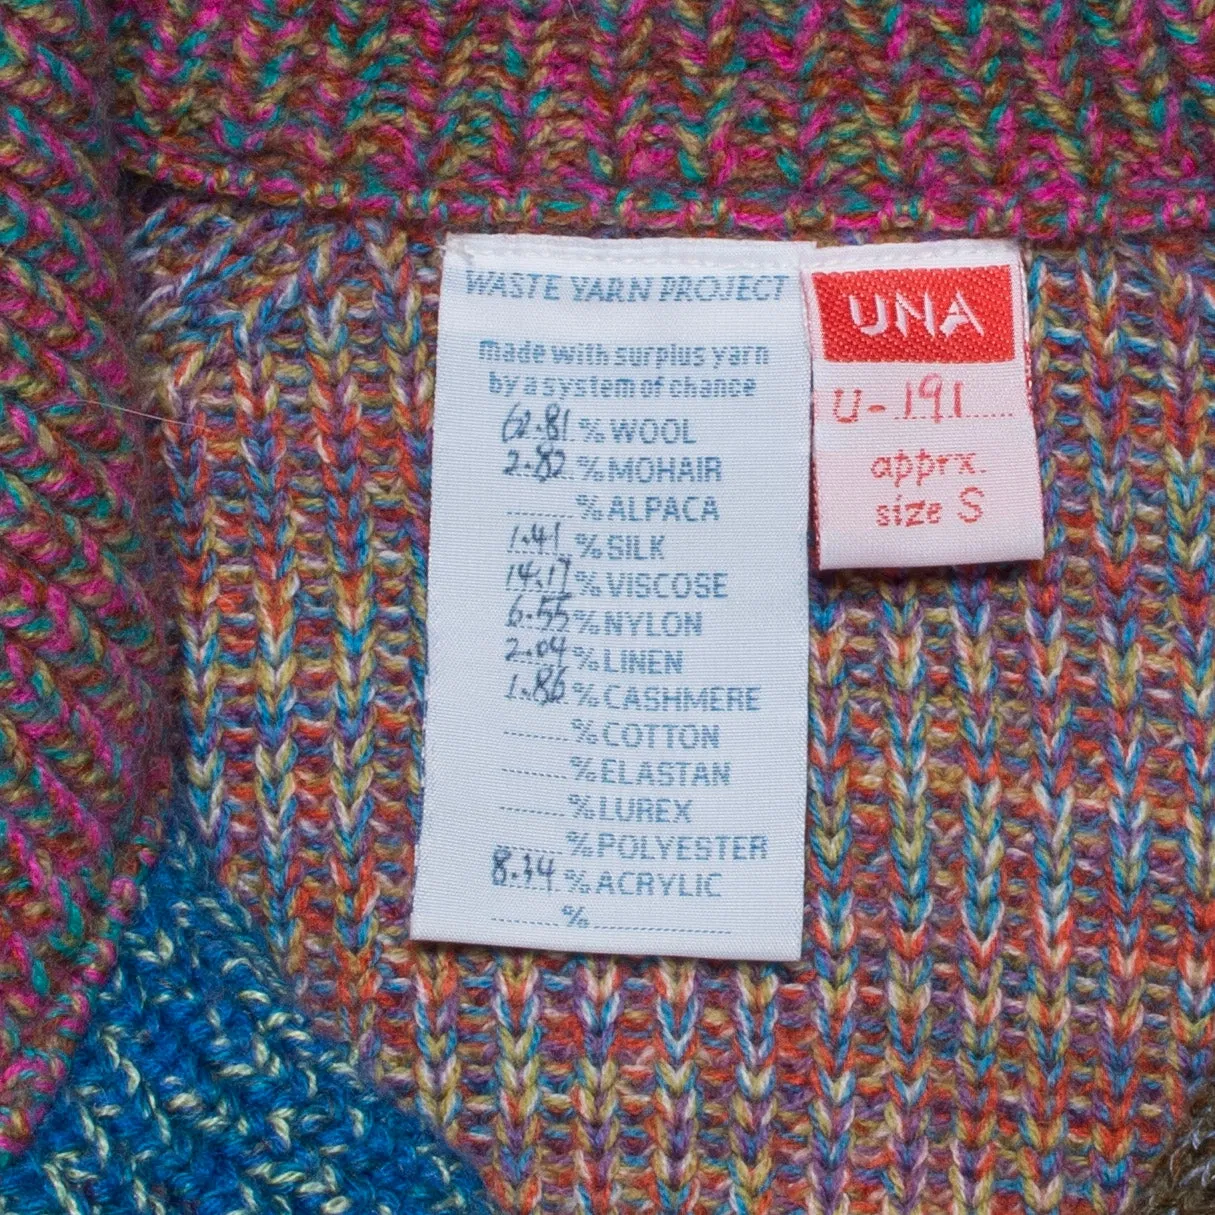 WASTE YARN PROJECT
made with surplus yarn
by a system of chance
62.81 % WOOL
2.82 % MOHAIR
% ALPACA
1.41 % SILK
14.17 % VISCOSE
6.55 % NYLON
2.04 % LINEN
1.86 % CASHMERE
% COTTON
% ELASTAN
% LUREX
% POLYESTER
8.34 % ACRYLIC
%
UNA
U-191
apprx.
size S